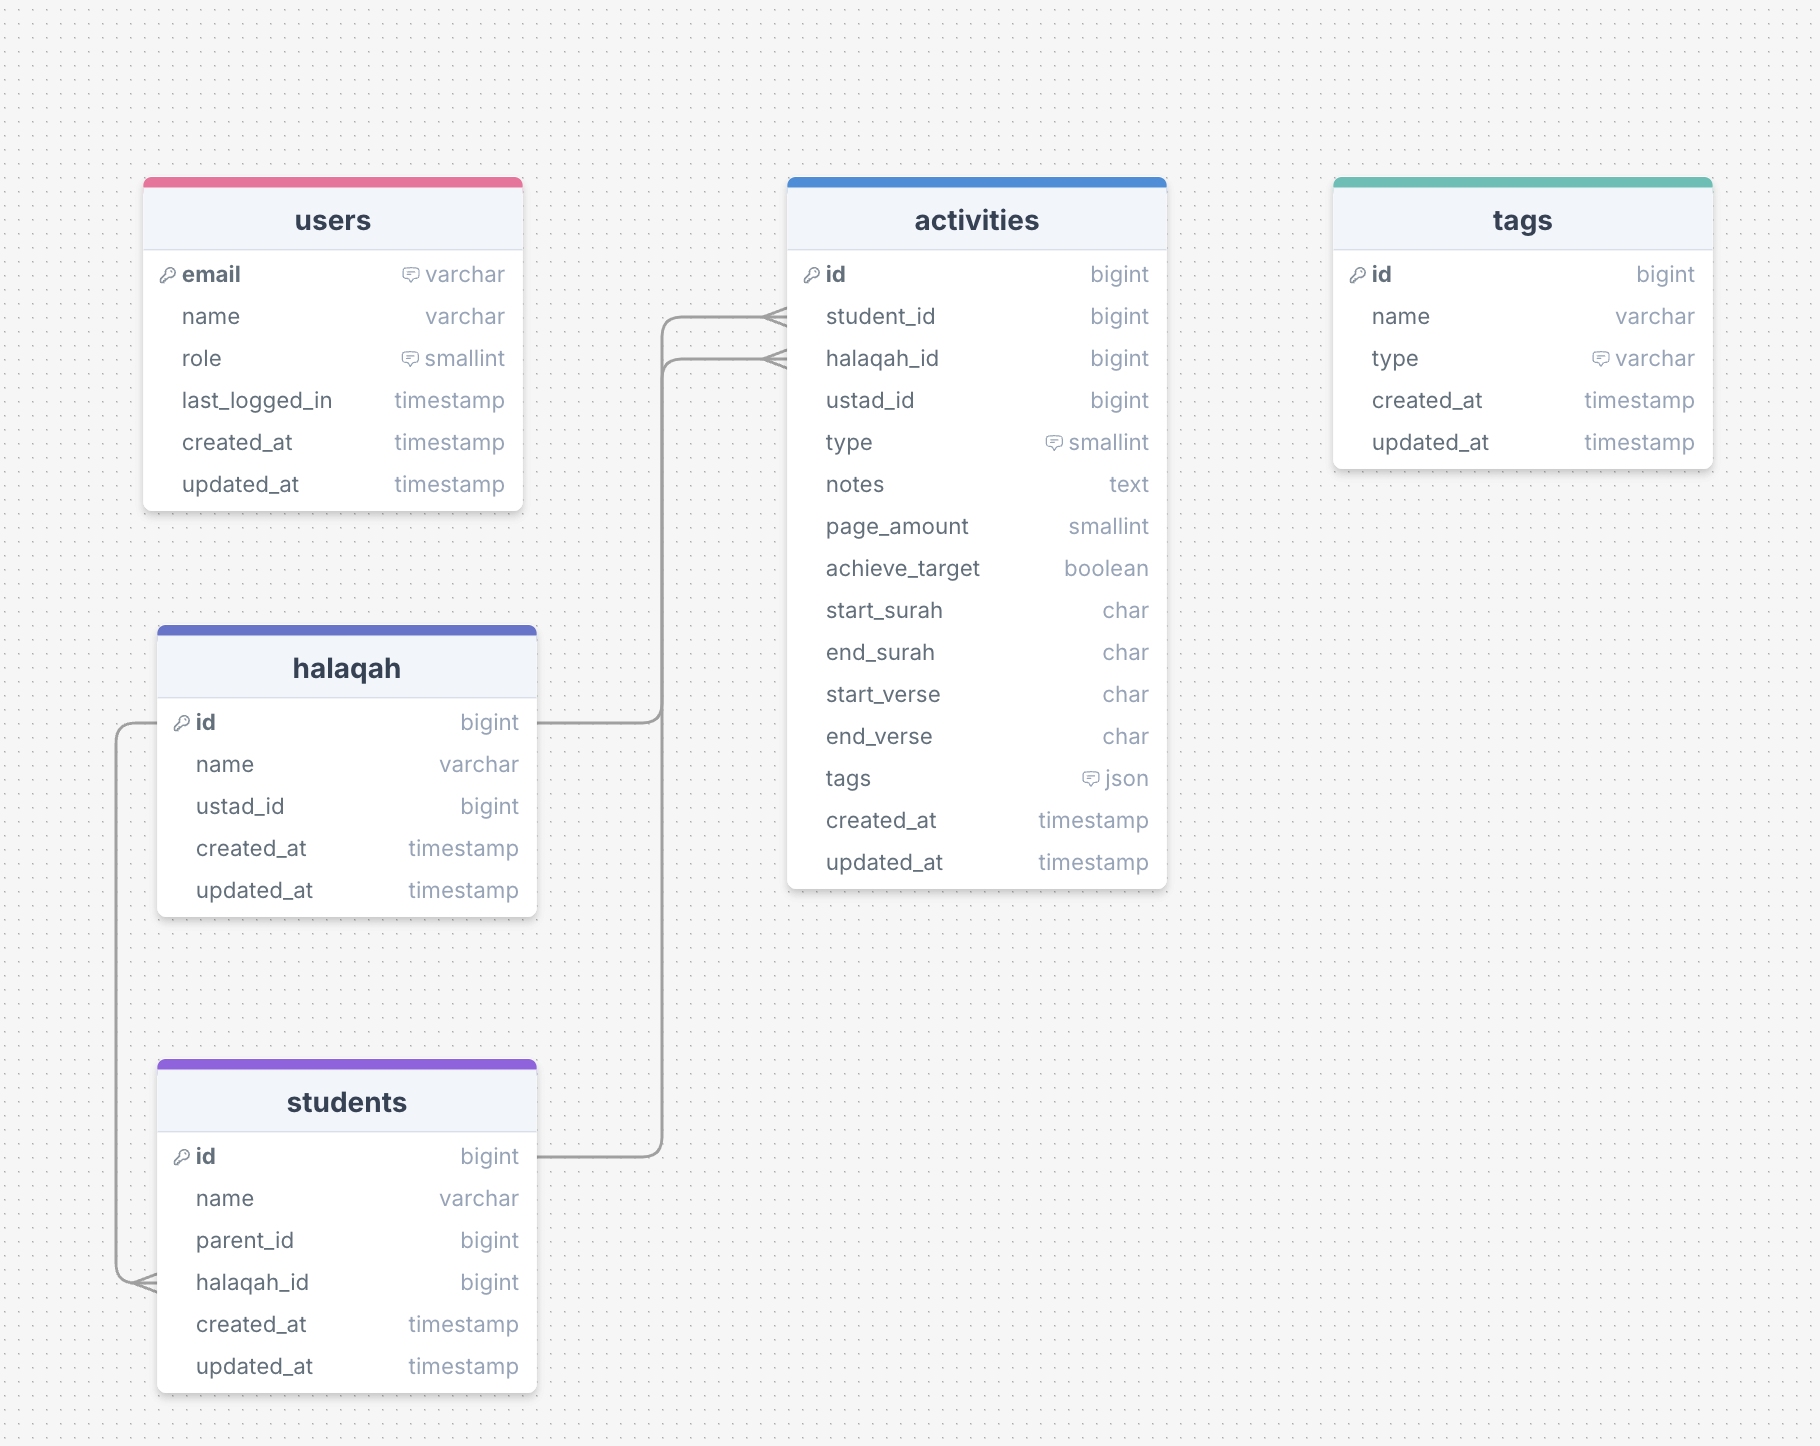 users
email varchar
name varchar
role smallint
last_logged_in timestamp
created_at timestamp
updated_at timestamp
halaqah
id bigint
name varchar
ustad_id bigint
created_at timestamp
updated_at timestamp
students
id bigint
name varchar
parent_id bigint
halaqah_id bigint
created_at timestamp
updated_at timestamp
activities
id bigint
student_id bigint
halaqah_id bigint
ustad_id bigint
type smallint
notes text
page_amount smallint
achieve_target boolean
start_surah char
end_surah char
start_verse char
end_verse char
tags json
created_at timestamp
updated_at timestamp
tags
id bigint
name varchar
type varchar
created_at timestamp
updated_at timestamp